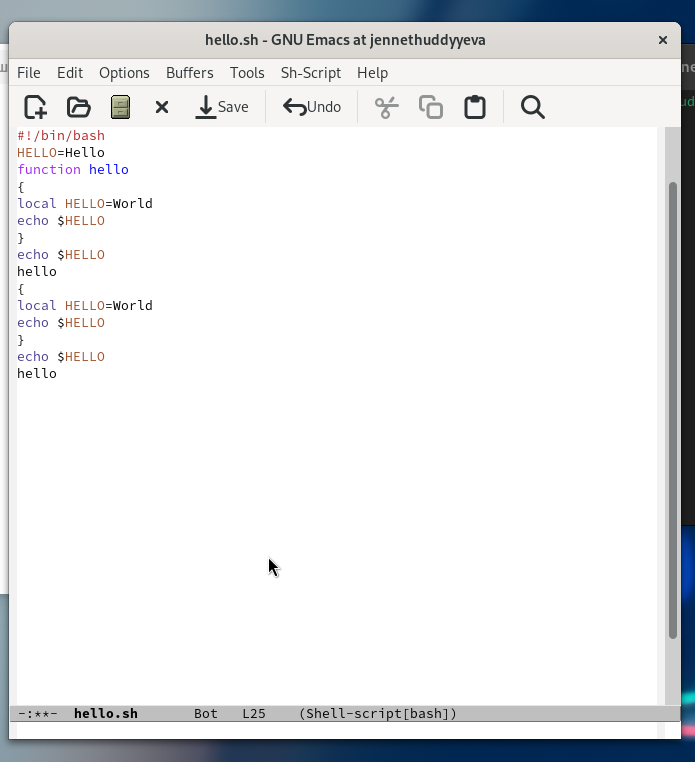 hello.sh - GNU Emacs at jennethuddyyeva
File Edit Options Buffers Tools Sh-Script Help
Save Undo
#!/bin/bash
HELLO=Hello
function hello
{
local HELLO=World
echo $HELLO
}
echo $HELLO
hello
{
local HELLO=World
echo $HELLO
}
echo $HELLO
hello
-:**- hello.sh Bot L25 (Shell-script[bash])